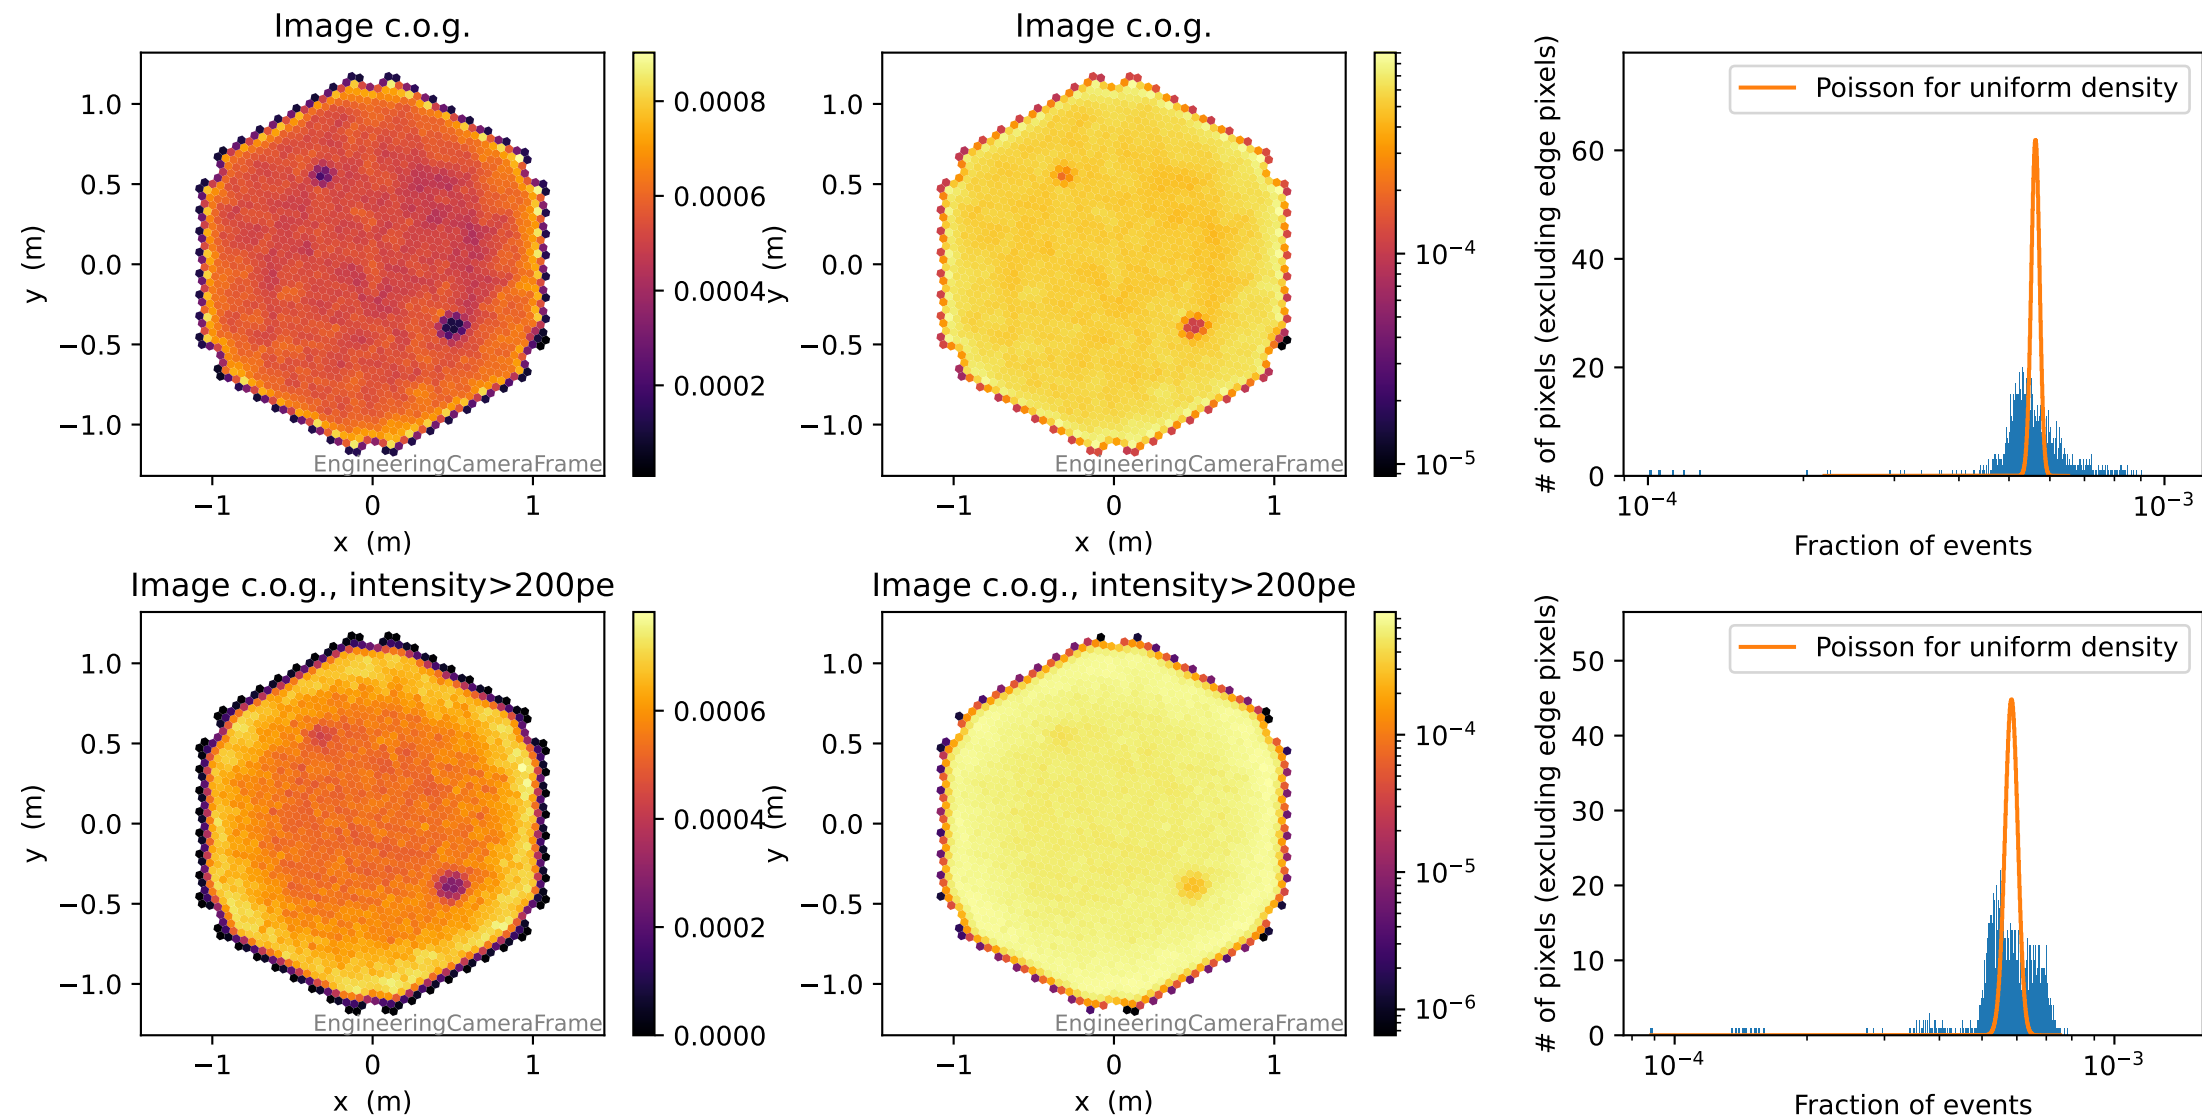 Image c.o.g.
1.0
0.5
0.0
−0.5
−1.0
y (m)
−1
0
1
x (m)
EngineeringCameraFrame
0.0008
0.0006
0.0004
0.0002
Image c.o.g.
1.0
0.5
0.0
−0.5
−1.0
y (m)
−1
0
1
x (m)
EngineeringCameraFrame
10⁻⁴
10⁻⁵
# of pixels (excluding edge pixels)
60
40
20
0
Poisson for uniform density
10⁻⁴
10⁻³
Fraction of events
Image c.o.g., intensity>200pe
1.0
0.5
0.0
−0.5
−1.0
y (m)
−1
0
1
x (m)
EngineeringCameraFrame
0.0006
0.0004
0.0002
0.0000
Image c.o.g., intensity>200pe
1.0
0.5
0.0
−0.5
−1.0
y (m)
−1
0
1
x (m)
EngineeringCameraFrame
10⁻⁴
10⁻⁵
10⁻⁶
# of pixels (excluding edge pixels)
50
40
30
20
10
0
Poisson for uniform density
10⁻⁴
10⁻³
Fraction of events